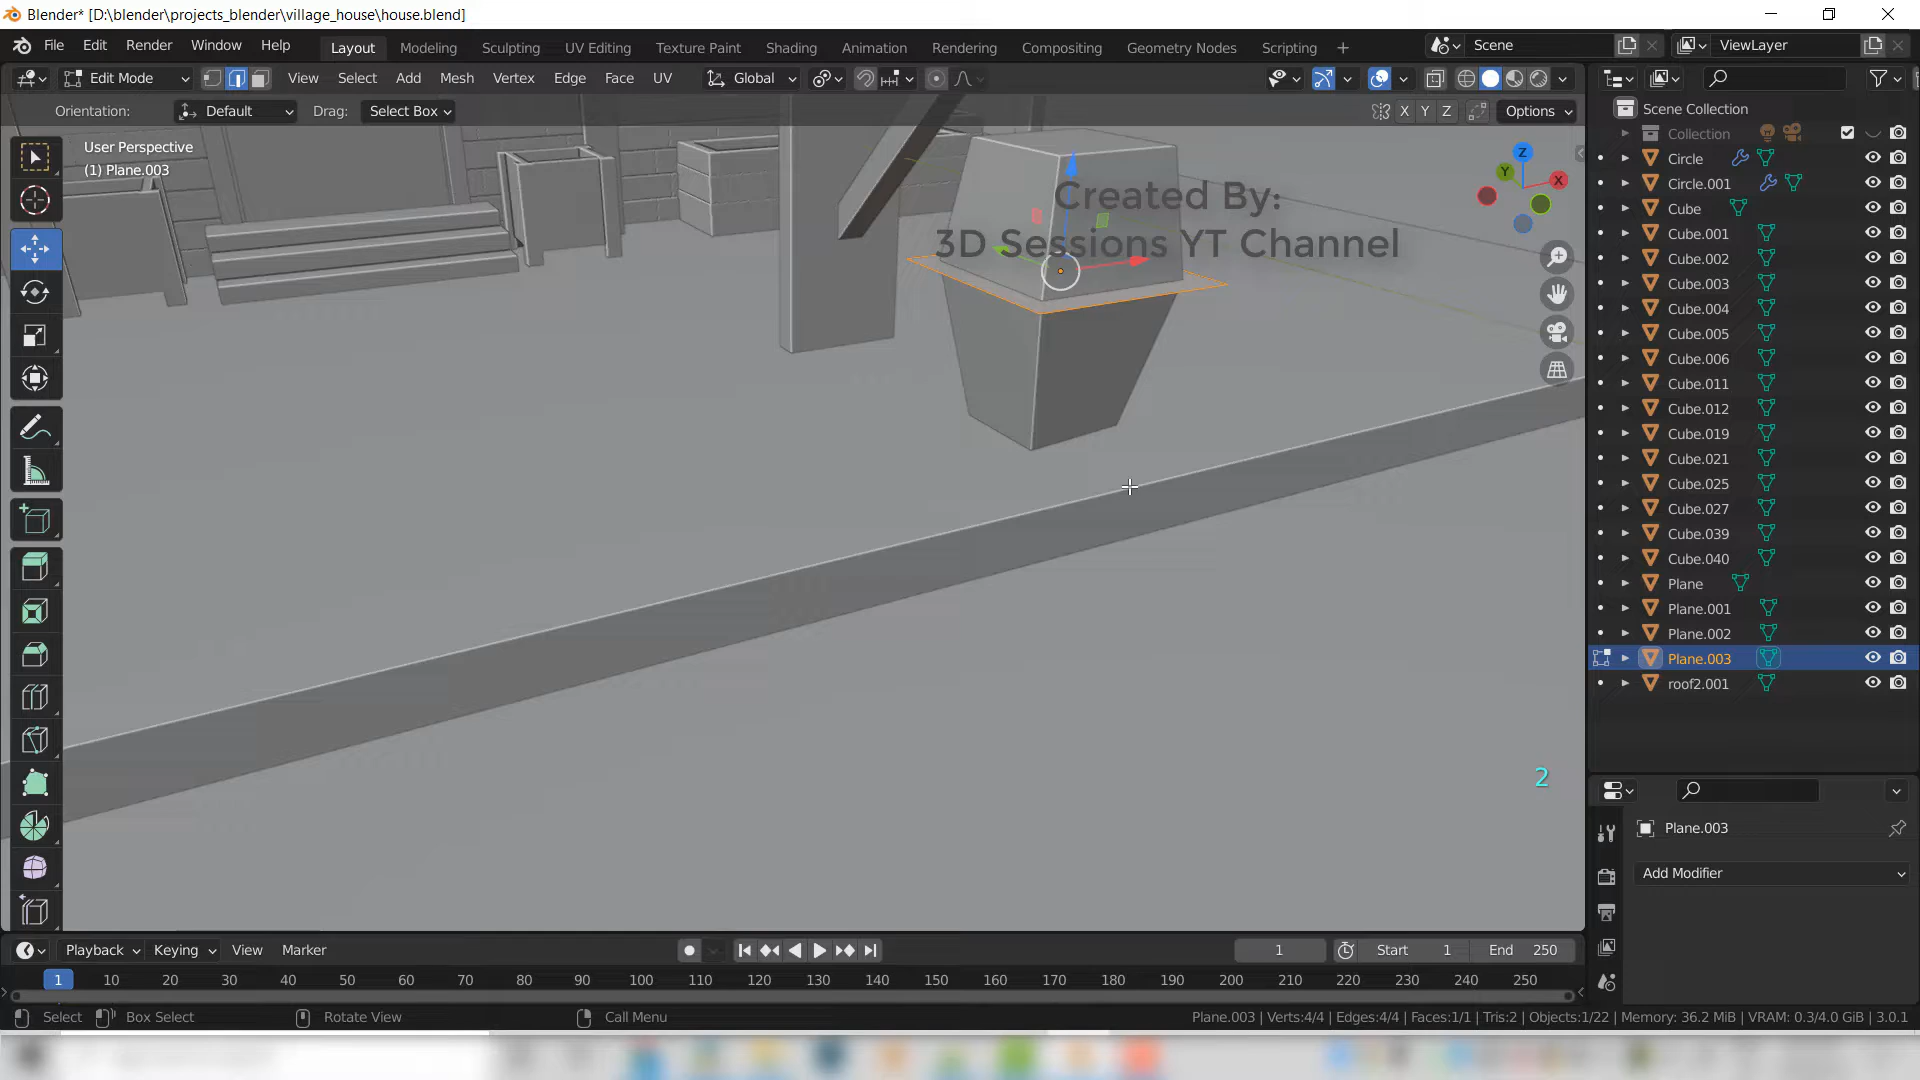 Blender* [D:\blender\projects_blender\village_house\house.blend]
File Edit Render Window Help Layout Modeling Sculpting UV Editing Texture Paint Shading Animation Rendering Compositing Geometry Nodes Scripting + Scene ViewLayer
Edit Mode View Select Add Mesh Vertex Edge Face UV Global
Orientation: Default Drag: Select Box X Y Z Options
User Perspective
(1) Plane.003
Z
Y
X
Created By:
3D Sessions YT Channel
2
Scene Collection
Collection
Circle
Circle.001
Cube
Cube.001
Cube.002
Cube.003
Cube.004
Cube.005
Cube.006
Cube.011
Cube.012
Cube.019
Cube.021
Cube.025
Cube.027
Cube.039
Cube.040
Plane
Plane.001
Plane.002
Plane.003
roof2.001
Plane.003
Add Modifier
Playback Keying View Marker 1 Start 1 End 250
1 10 20 30 40 50 60 70 80 90 100 110 120 130 140 150 160 170 180 190 200 210 220 230 240 250
Select Box Select Rotate View Call Menu Plane.003 | Verts:4/4 | Edges:4/4 | Faces:1/1 | Tris:2 | Objects:1/22 | Memory: 36.2 MiB | VRAM: 0.3/4.0 GiB | 3.0.1